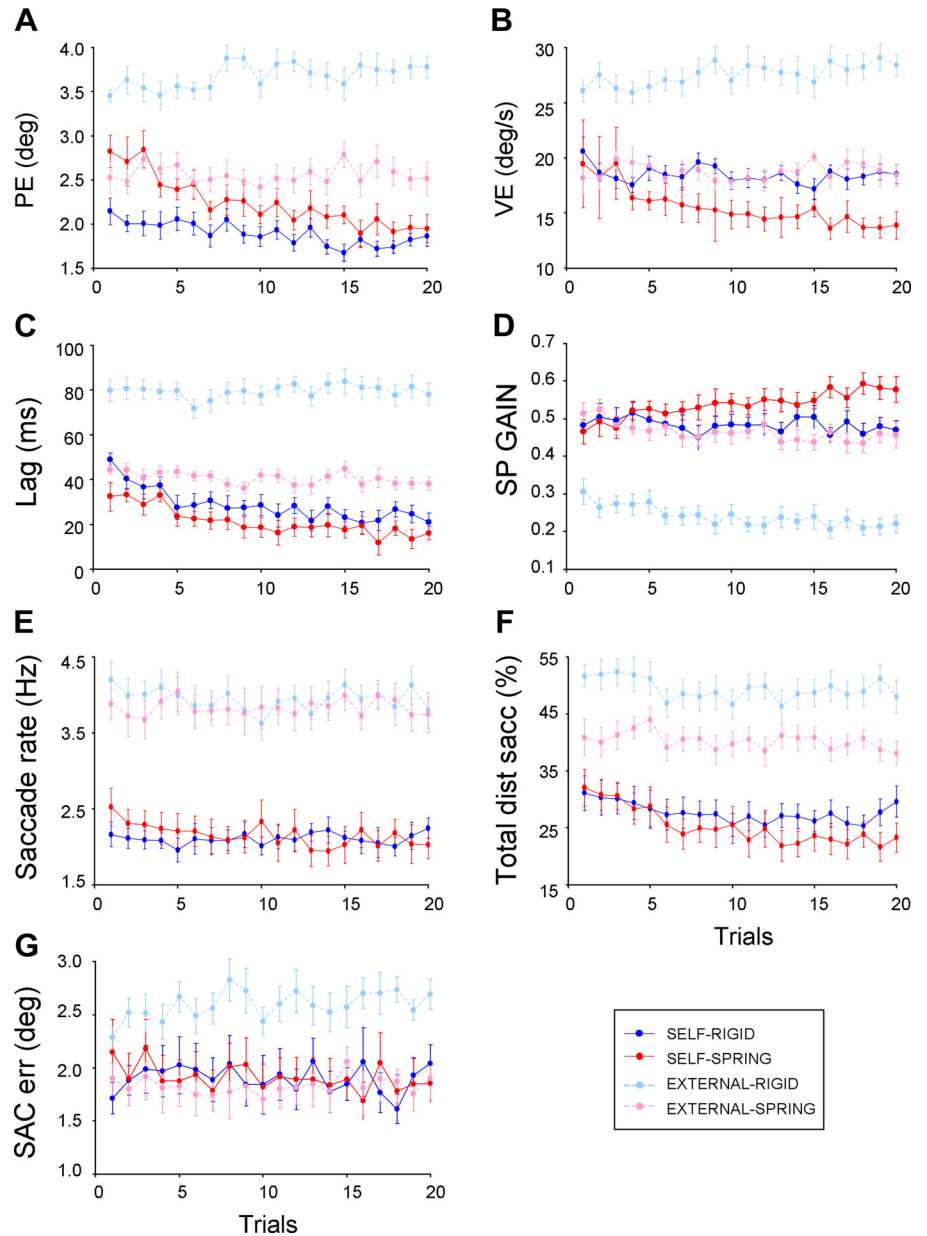 A
4.0
3.5
3.0
2.5
2.0
1.5
PE (deg)
0 5 10 15 20
B
30
25
20
15
10
VE (deg/s)
0 5 10 15 20
C
100
80
60
40
20
0
Lag (ms)
0 5 10 15 20
D
0.6
0.5
0.4
0.3
0.2
0.1
SP GAIN
0 5 10 15 20
E
4.5
3.5
2.5
1.5
Saccade rate (Hz)
0 5 10 15 20
F
55
45
35
25
15
Total dist sacc (%)
0 5 10 15 20
Trials
G
3.0
2.5
2.0
1.5
1.0
SAC err (deg)
0 5 10 15 20
Trials
SELF-RIGID
SELF-SPRING
EXTERNAL-RIGID
EXTERNAL-SPRING